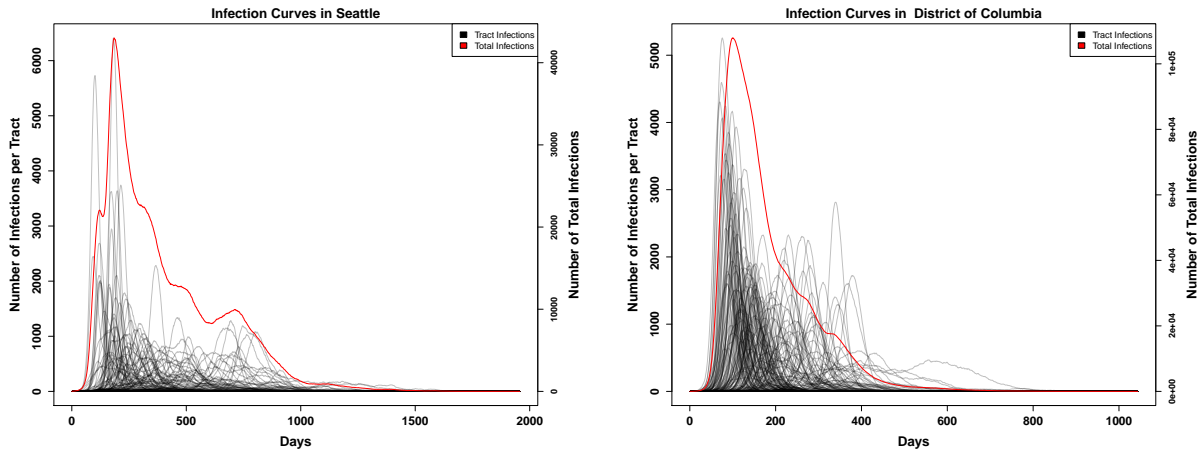 Infection Curves in Seattle
Tract Infections
Total Infections
Number of Infections per Tract
0
1000
2000
3000
4000
5000
6000
Number of Total Infections
0
10000
20000
30000
40000
0
500
1000
1500
2000
Days
Infection Curves in District of Columbia
Tract Infections
Total Infections
Number of Infections per Tract
0
1000
2000
3000
4000
5000
Number of Total Infections
0e+00
2e+04
4e+04
6e+04
8e+04
1e+05
0
200
400
600
800
1000
Days